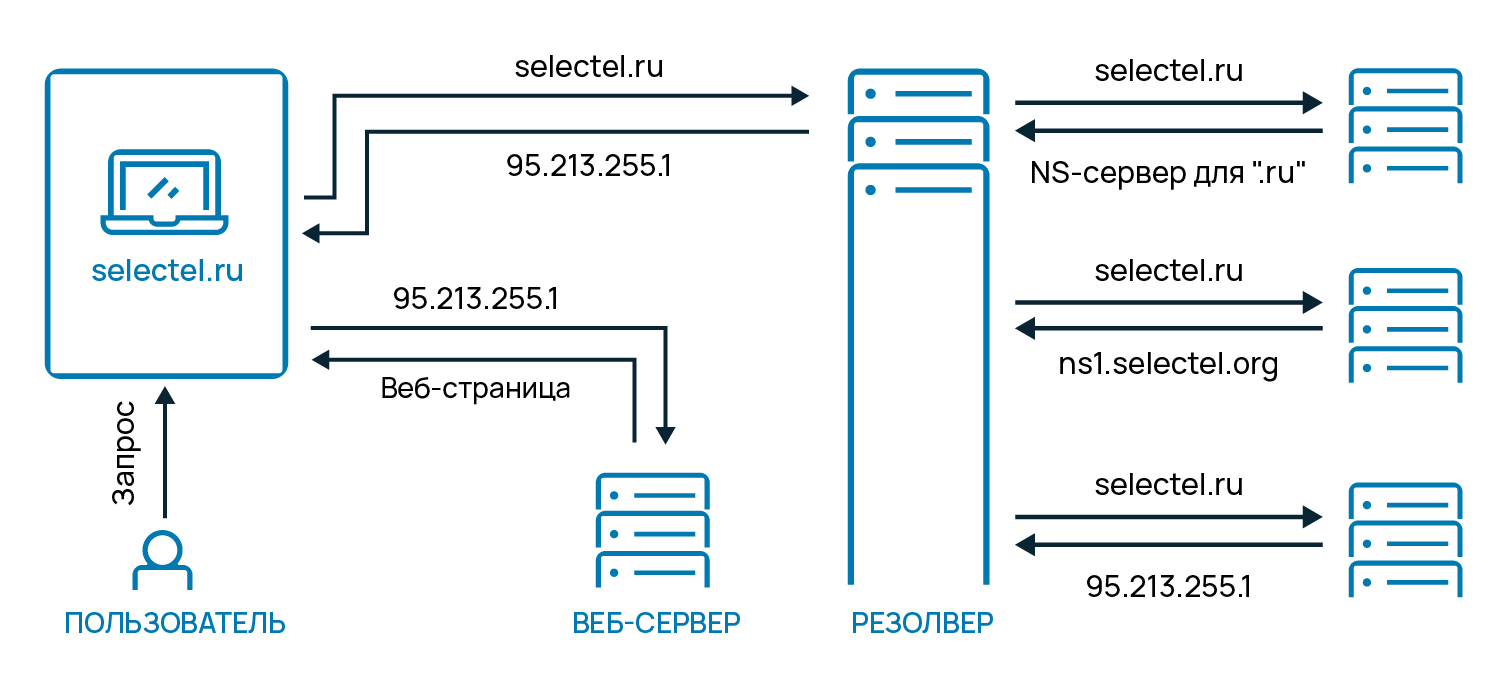 selectel.ru
95.213.255.1
selectel.ru
NS-сервер для ".ru"
selectel.ru
95.213.255.1
Веб-страница
selectel.ru
ns1.selectel.org
Запрос
selectel.ru
95.213.255.1
ПОЛЬЗОВАТЕЛЬ
ВЕБ-СЕРВЕР
РЕЗОЛВЕР